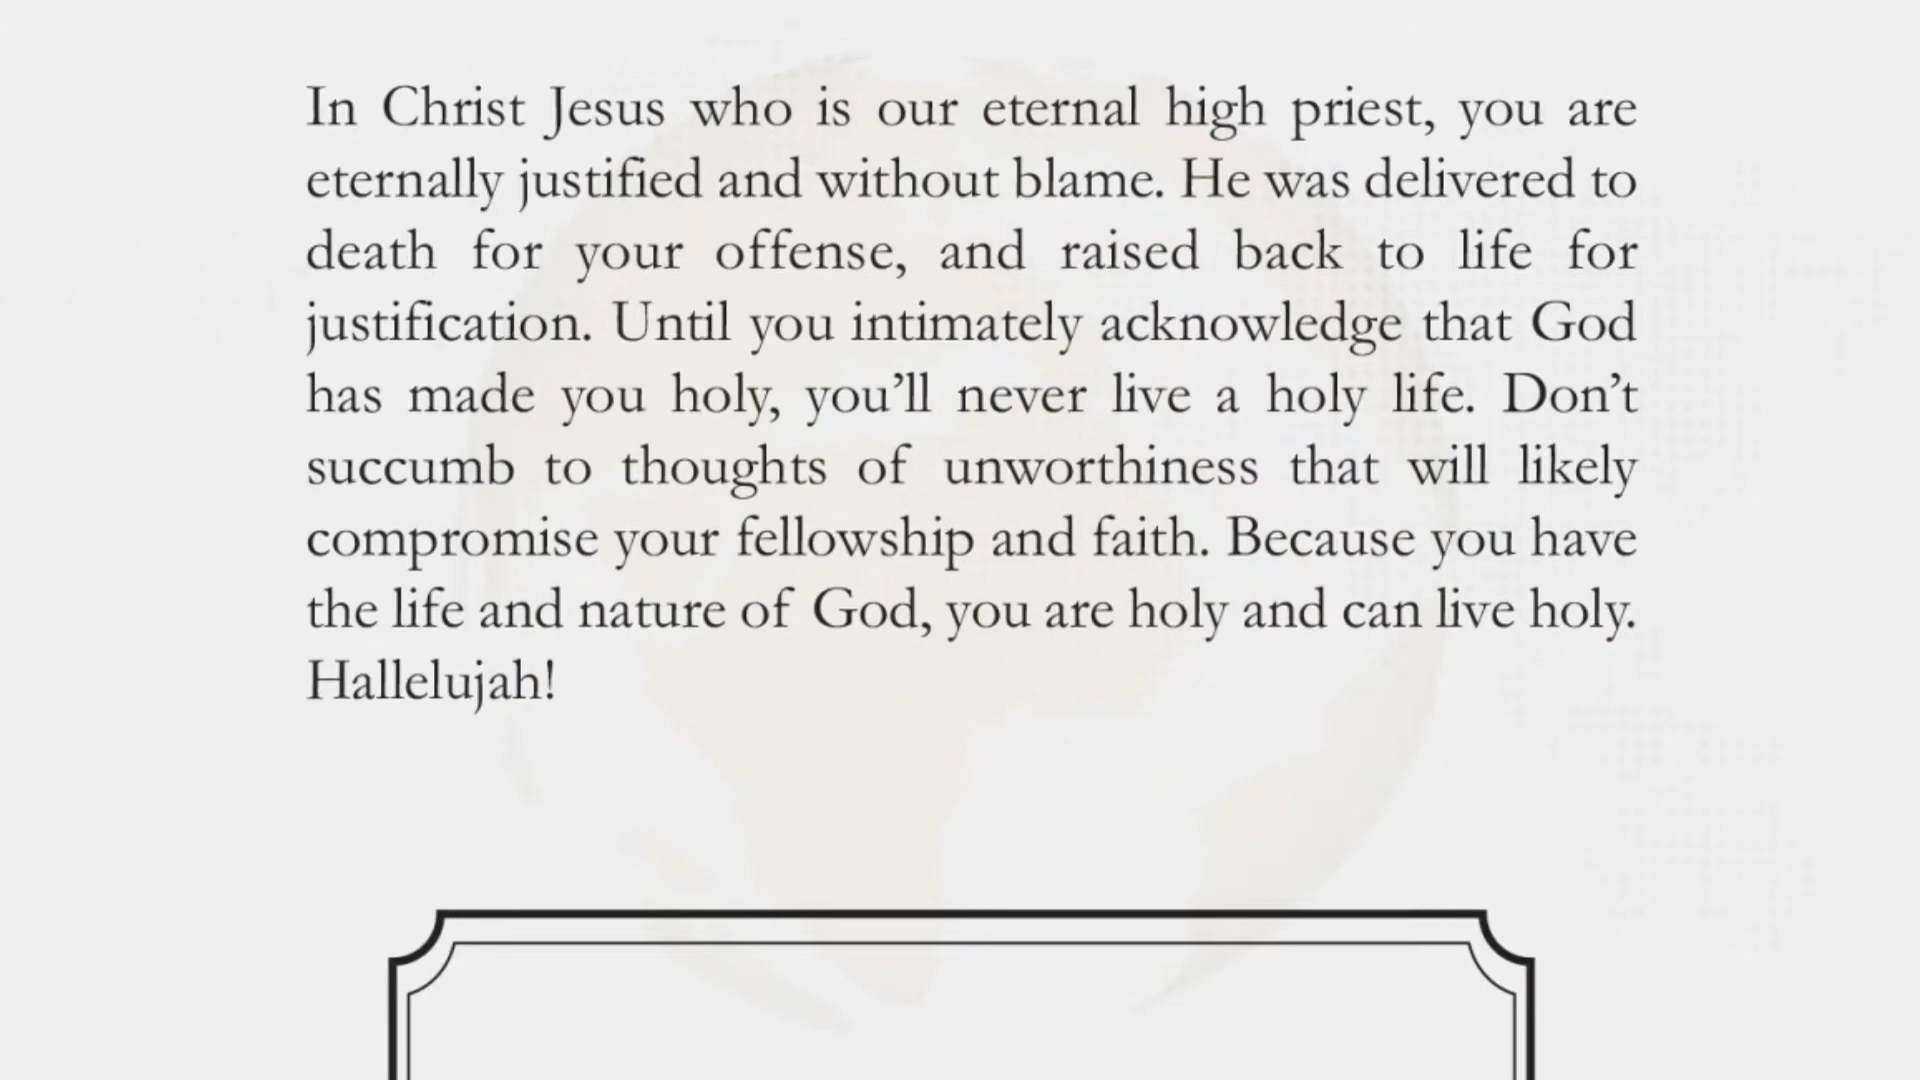 In Christ Jesus who is our eternal high priest, you are
eternally justified and without blame. He was delivered to
death for your offense, and raised back to life for
justification. Until you intimately acknowledge that God
has made you holy, you’ll never live a holy life. Don’t
succumb to thoughts of unworthiness that will likely
compromise your fellowship and faith. Because you have
the life and nature of God, you are holy and can live holy.
Hallelujah!